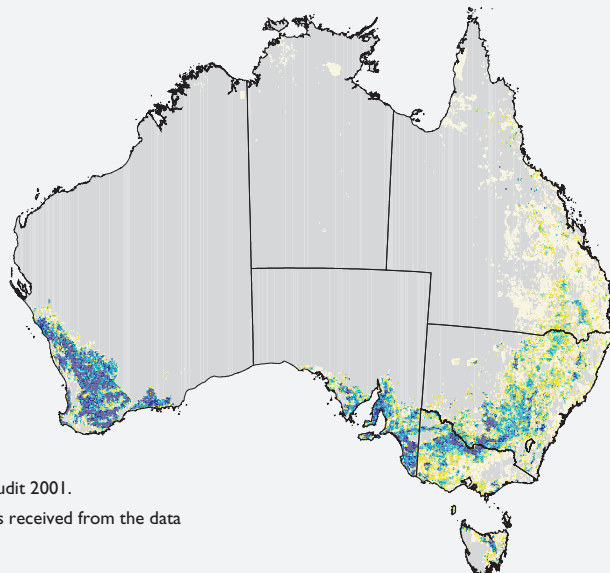 udit 2001.
s received from the data